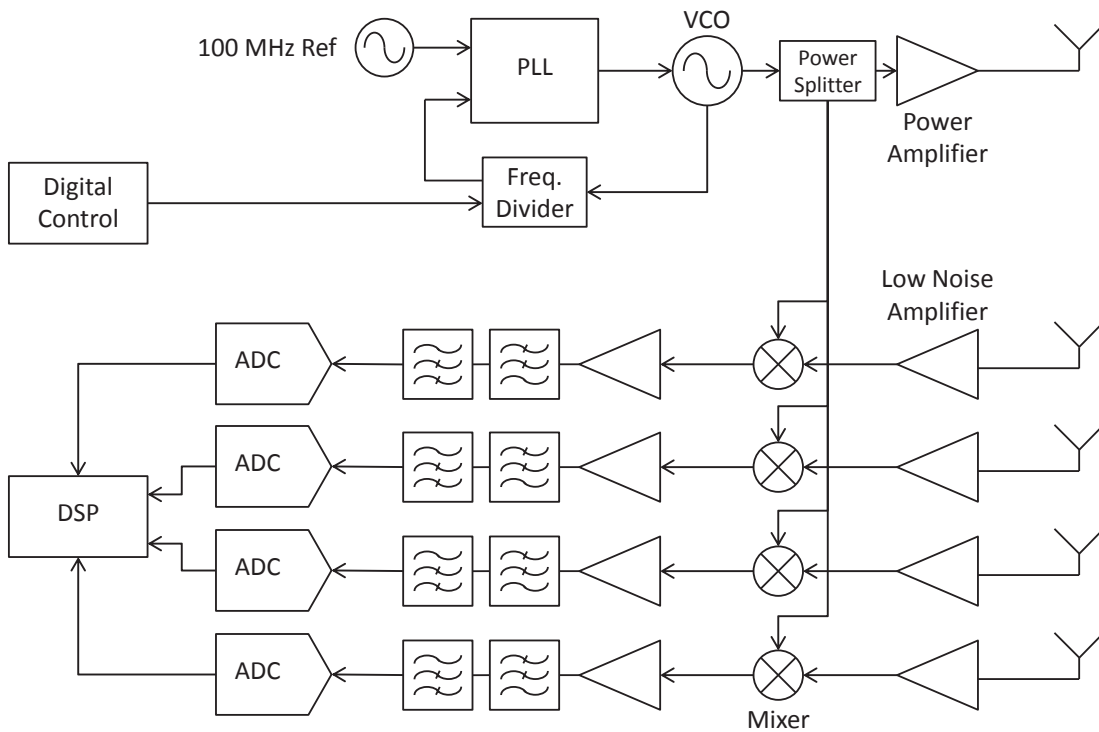 VCO
100 MHz Ref
PLL
Power
Splitter
Power
Amplifier
Digital
Control
Freq.
Divider
Low Noise
Amplifier
ADC
ADC
DSP
ADC
ADC
Mixer